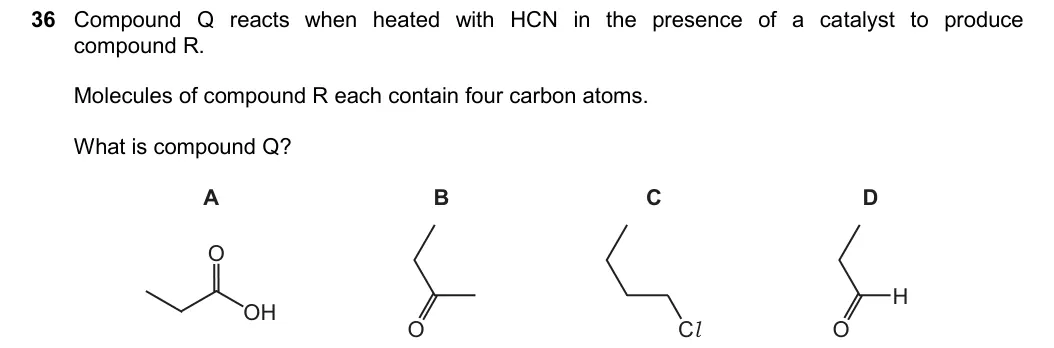 36 Compound Q reacts when heated with HCN in the presence of a catalyst to produce
compound R.
Molecules of compound R each contain four carbon atoms.
What is compound Q?
A B C D
O
OH
O
Cl
H
O